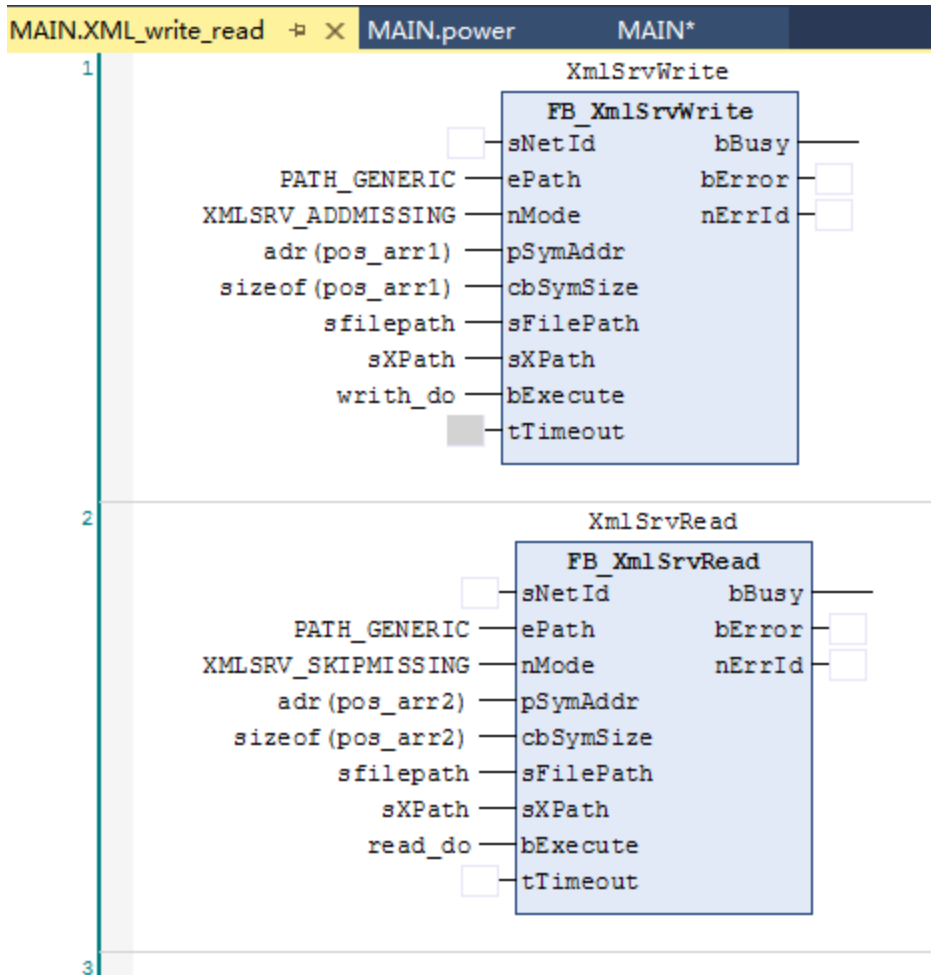 MAIN.XML_write_read MAIN.power MAIN*
1
XmlSrvWrite
FB_XmlSrvWrite
sNetId bBusy
PATH_GENERIC ePath bError
XMLSRV_ADDMISSING nMode nErrId
adr(pos_arr1) pSymAddr
sizeof(pos_arr1) cbSymSize
sfilepath sFilePath
sXPath sXPath
writh_do bExecute
tTimeout
2
XmlSrvRead
FB_XmlSrvRead
sNetId bBusy
PATH_GENERIC ePath bError
XMLSRV_SKIPMISSING nMode nErrId
adr(pos_arr2) pSymAddr
sizeof(pos_arr2) cbSymSize
sfilepath sFilePath
sXPath sXPath
read_do bExecute
tTimeout
3